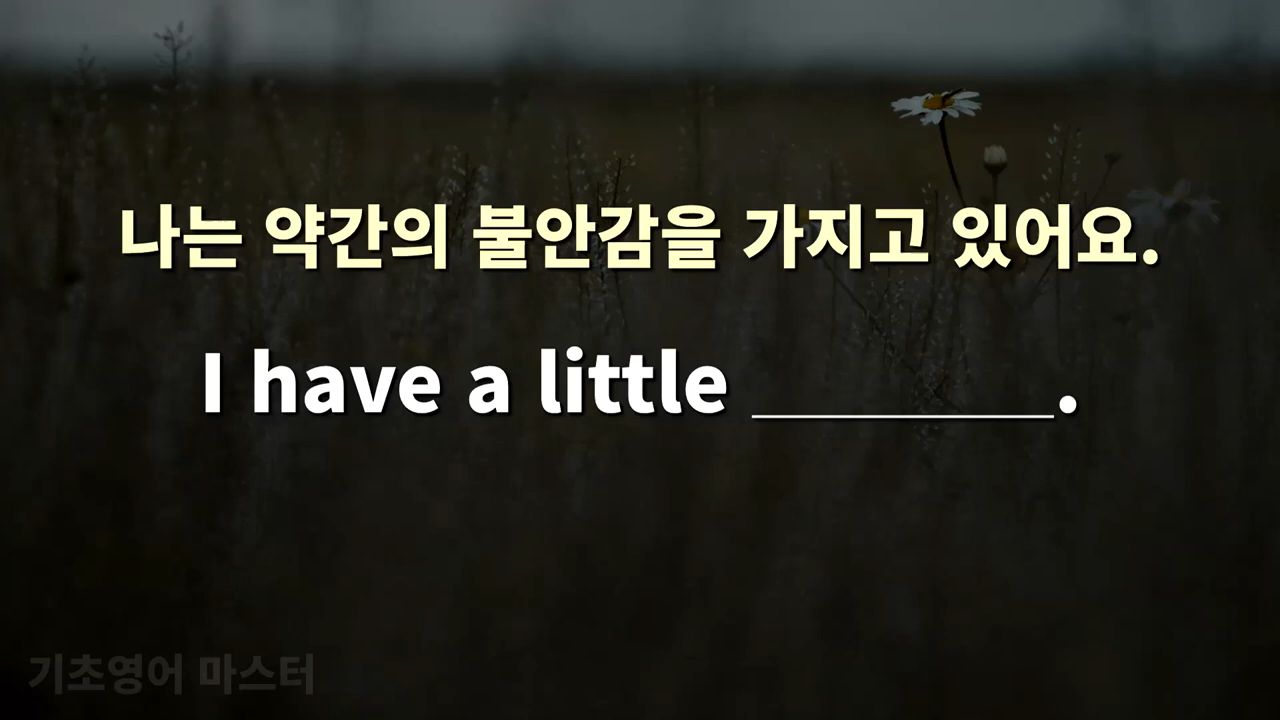 나는 약간의 불안감을 가지고 있어요.
I have a little _______.
기초영어 마스터